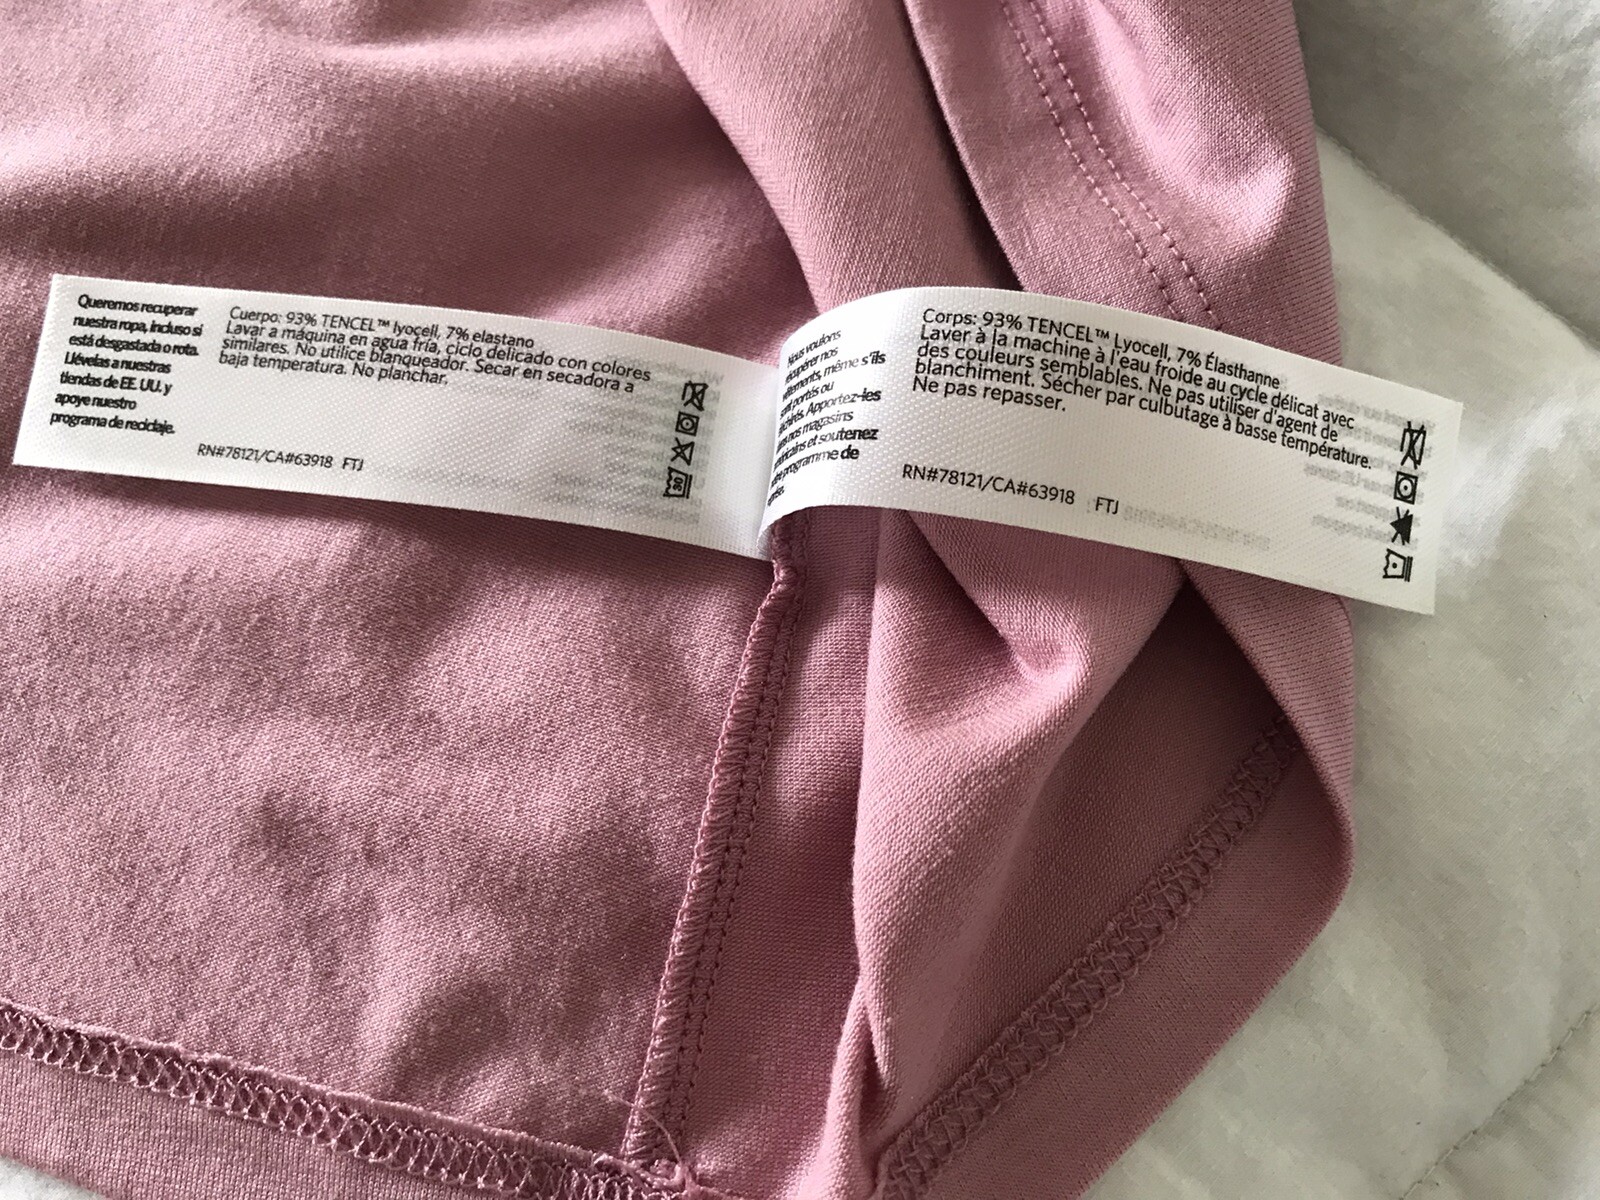 Queremos recuperar
nuestra ropa, incluso si
está desgastada o rota.
Llévelas a nuestras
tiendas de EE. UU. y
apoye nuestro
programa de reciclaje.
Cuerpo: 93% TENCEL™ lyocell, 7% elastano
Lavar a máquina en agua fría, ciclo delicado con colores
similares. No utilice blanqueador. Secar en secadora a
baja temperatura. No planchar.
RN#78121/CA#63918 FTJ
Nous voulons
récupérer nos
vêtements, même s'ils
sont portés ou
Apportez-les
nos magasins
américains et soutenez
programme de
Corps: 93% TENCEL™ Lyocell, 7% Élasthanne
Laver à la machine à l'eau froide au cycle délicat avec
des couleurs semblables. Ne pas utiliser d'agent de
blanchiment. Sécher par culbutage à basse température.
Ne pas repasser.
RN#78121/CA#63918 FTJ